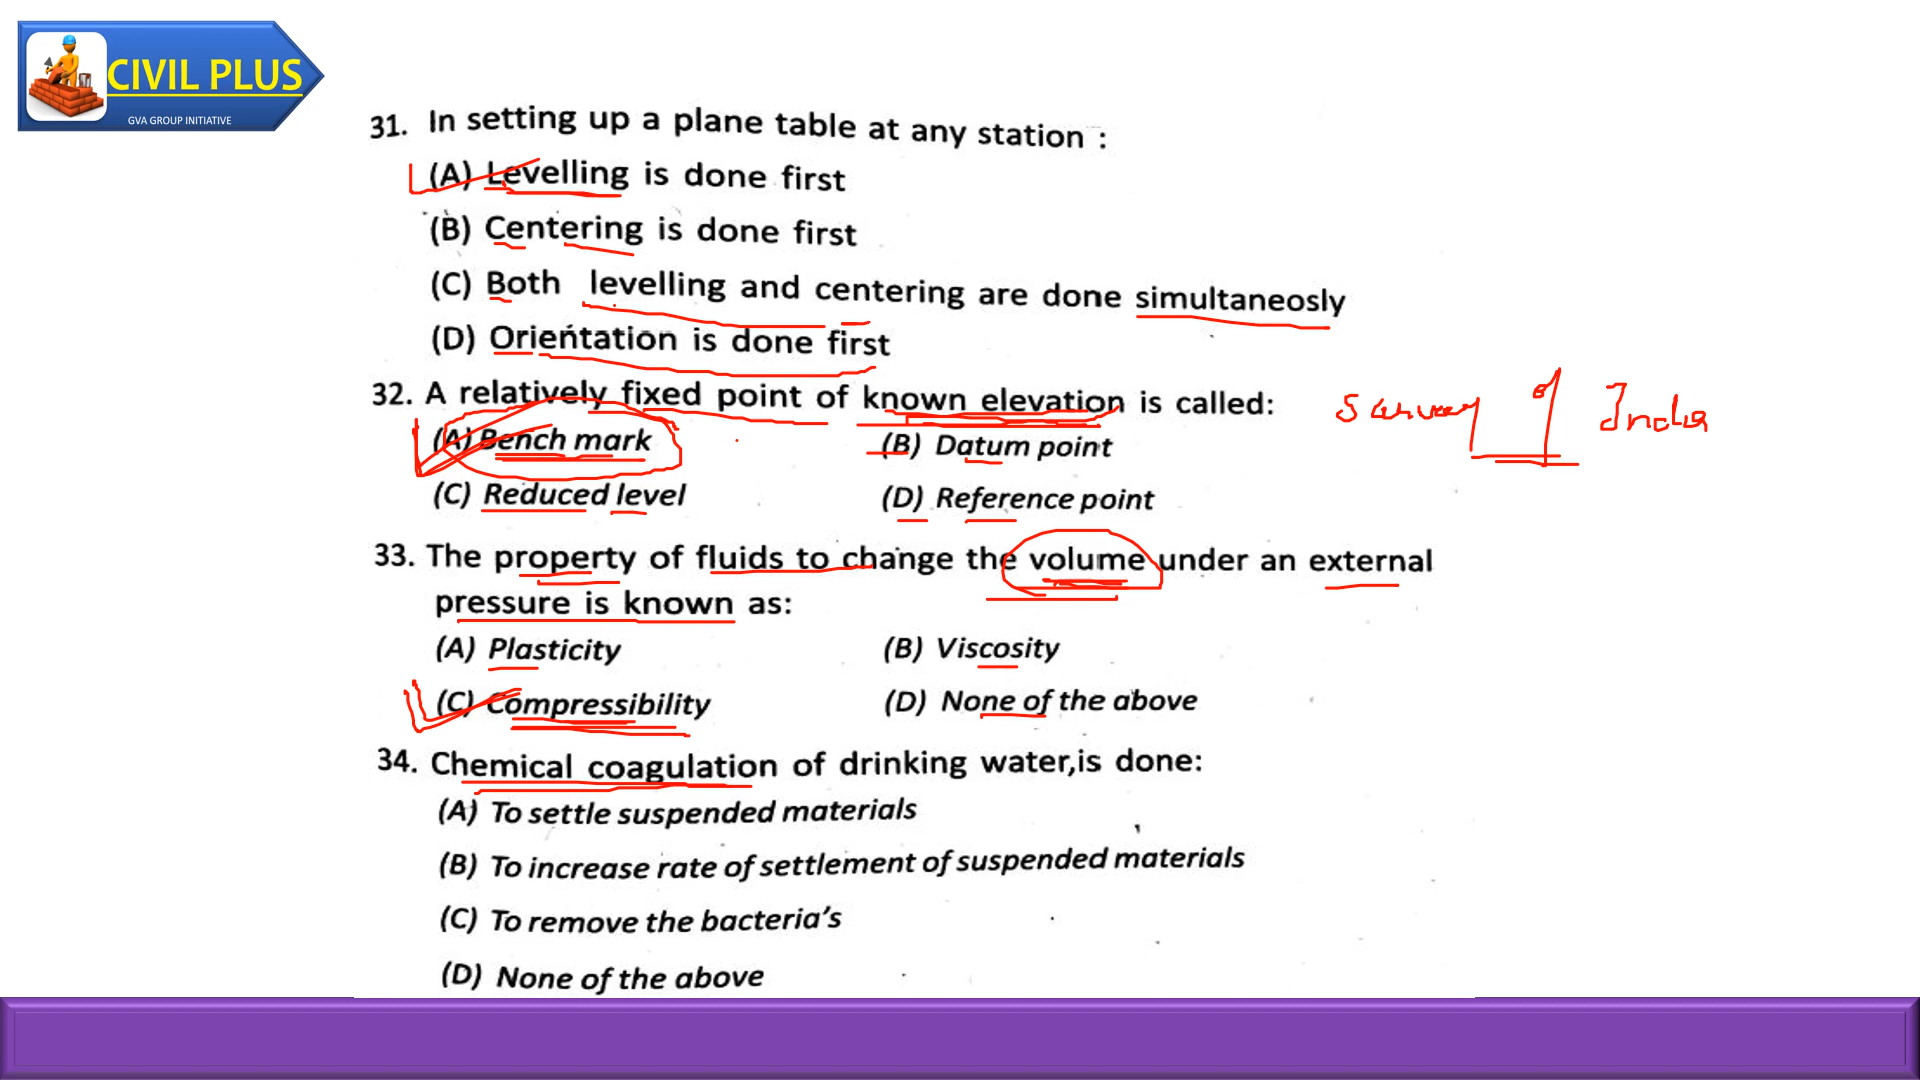 CIVIL PLUS
GVA GROUP INITIATIVE
31. In setting up a plane table at any station :
(A) Levelling is done first
(B) Centering is done first
(C) Both levelling and centering are done simultaneosly
(D) Orientation is done first
32. A relatively fixed point of known elevation is called:
Survey of India
(A) Bench mark (B) Datum point
(C) Reduced level (D) Reference point
33. The property of fluids to change the volume under an external
pressure is known as:
(A) Plasticity (B) Viscosity
(C) Compressibility (D) None of the above
34. Chemical coagulation of drinking water,is done:
(A) To settle suspended materials
(B) To increase rate of settlement of suspended materials
(C) To remove the bacteria's
(D) None of the above